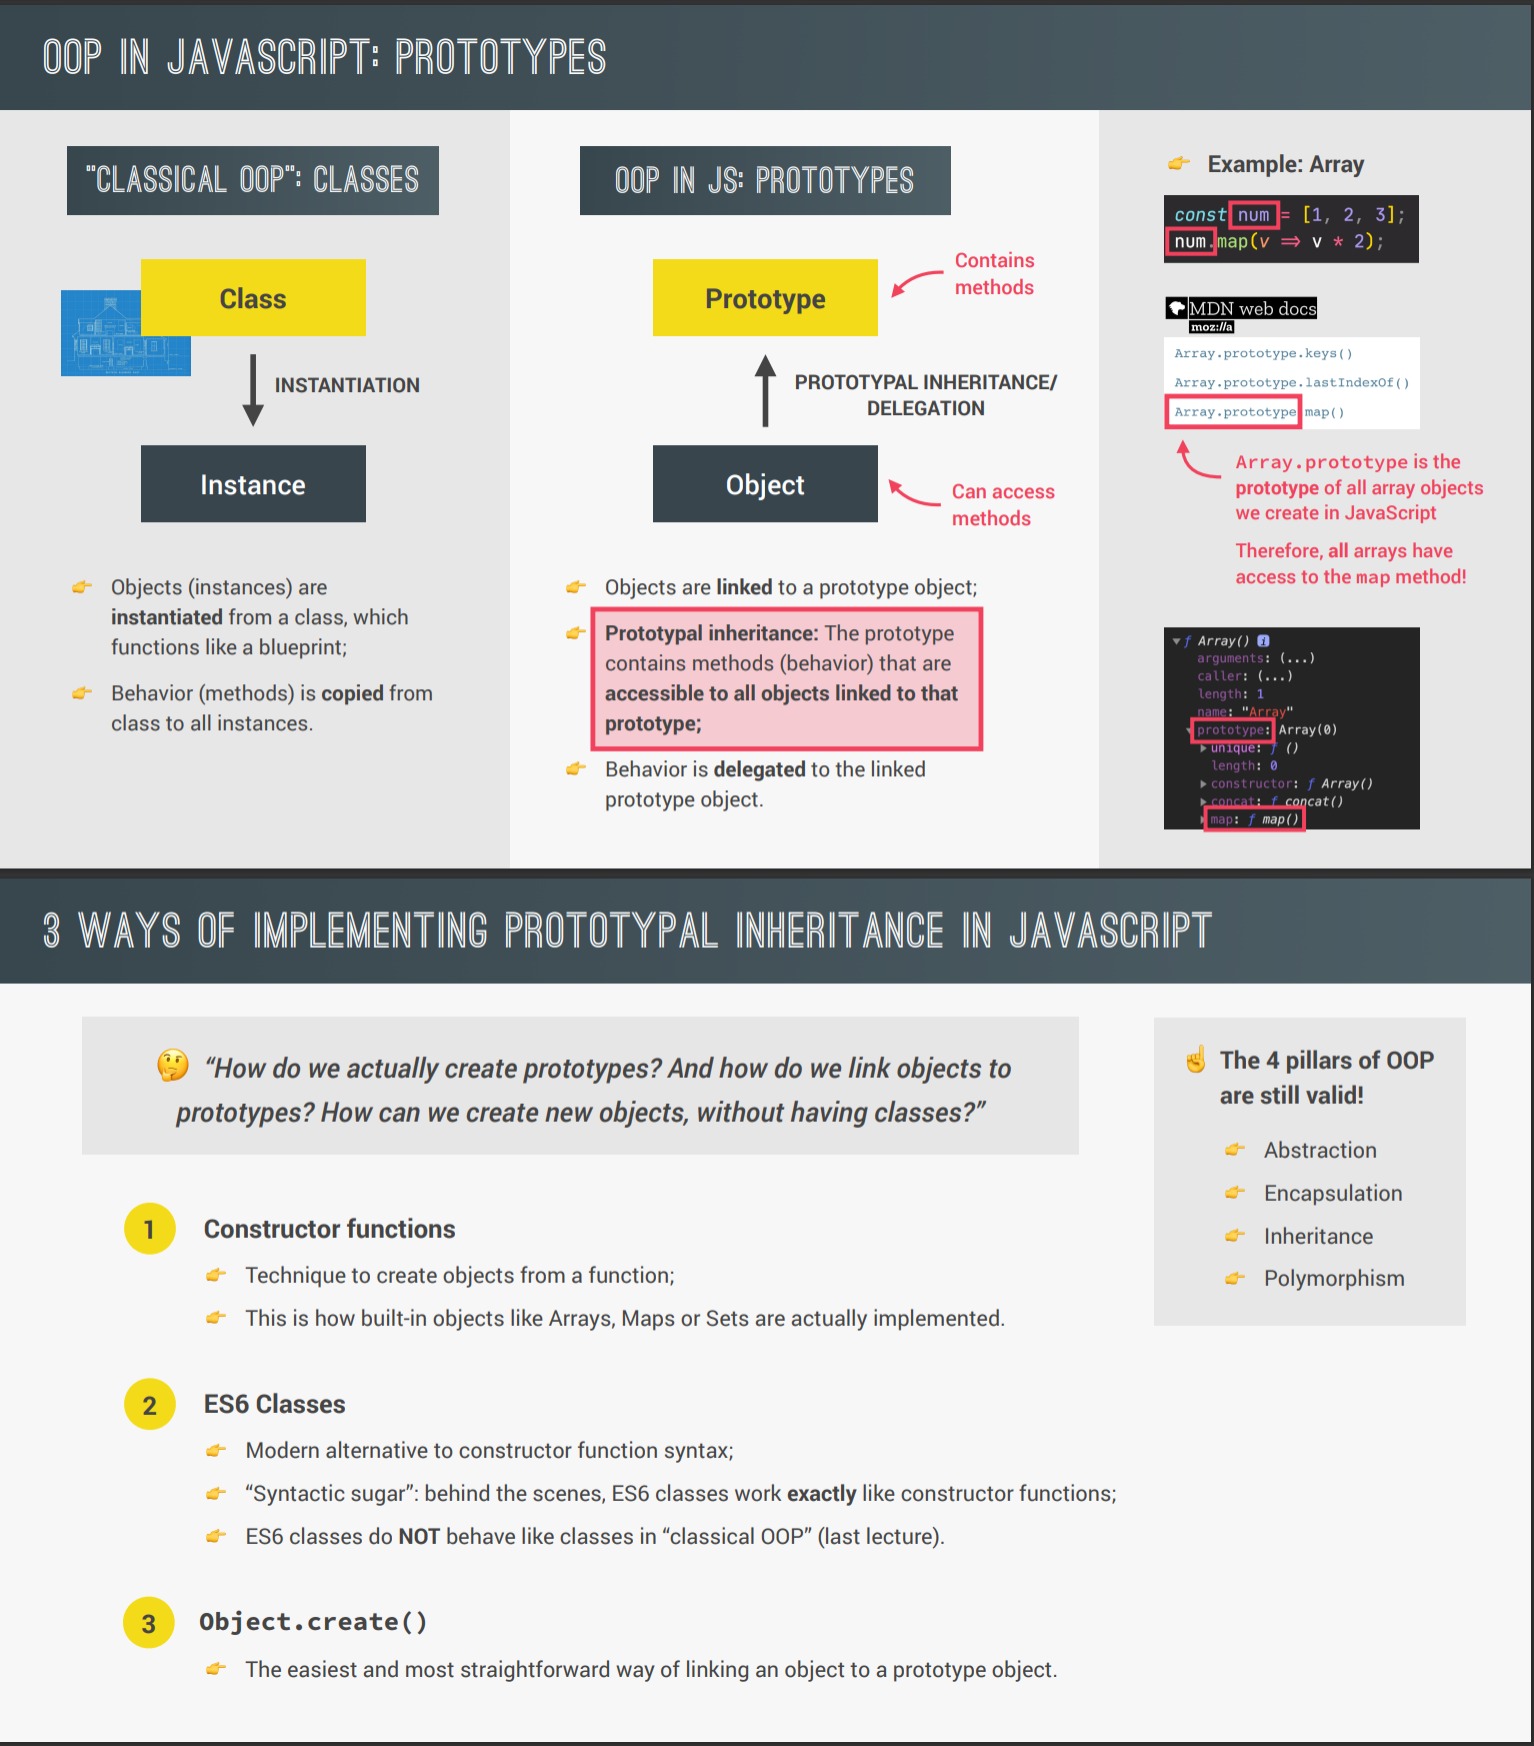 OOP IN JAVASCRIPT: PROTOTYPES
"CLASSICAL OOP": CLASSES
Class
INSTANTIATION
Instance
👉 Objects (instances) are
instantiated from a class, which
functions like a blueprint;
👉 Behavior (methods) is copied from
class to all instances.
OOP IN JS: PROTOTYPES
Prototype
Contains
methods
PROTOTYPAL INHERITANCE/
DELEGATION
Object
Can access
methods
👉 Objects are linked to a prototype object;
👉 Prototypal inheritance: The prototype
contains methods (behavior) that are
accessible to all objects linked to that
prototype;
👉 Behavior is delegated to the linked
prototype object.
👉 Example: Array
const num = [1, 2, 3];
num.map(v => v * 2);
MDN web docs
moz://a
Array.prototype.keys()
Array.prototype.lastIndexOf()
Array.prototype.map()
Array.prototype is the
prototype of all array objects
we create in JavaScript
Therefore, all arrays have
access to the map method!
▼ ƒ Array() i
arguments: (...)
caller: (...)
length: 1
name: "Array"
prototype: Array(0)
▶ unique: ƒ ()
length: 0
▶ constructor: ƒ Array()
▶ concat: ƒ concat()
▶ map: ƒ map()
3 WAYS OF IMPLEMENTING PROTOTYPAL INHERITANCE IN JAVASCRIPT
🤔 “How do we actually create prototypes? And how do we link objects to
prototypes? How can we create new objects, without having classes?”
1 Constructor functions
👉 Technique to create objects from a function;
👉 This is how built-in objects like Arrays, Maps or Sets are actually implemented.
2 ES6 Classes
👉 Modern alternative to constructor function syntax;
👉 “Syntactic sugar”: behind the scenes, ES6 classes work exactly like constructor functions;
👉 ES6 classes do NOT behave like classes in “classical OOP” (last lecture).
3 Object.create()
👉 The easiest and most straightforward way of linking an object to a prototype object.
☝️ The 4 pillars of OOP
are still valid!
👉 Abstraction
👉 Encapsulation
👉 Inheritance
👉 Polymorphism